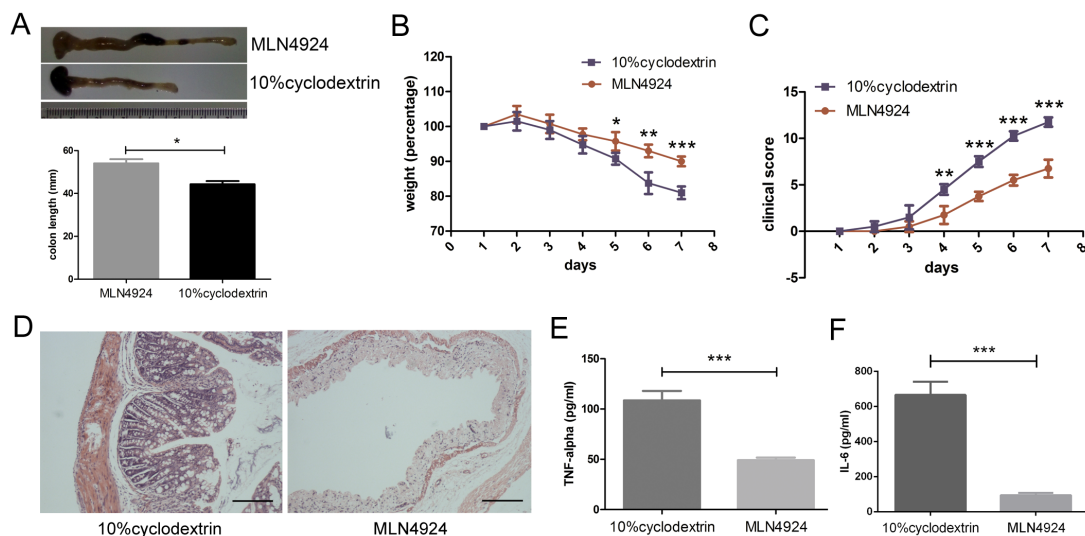 A
MLN4924
10%cyclodextrin
*
colon length (mm)
60
40
20
0
MLN4924
10%cyclodextrin
B
10%cyclodextrin
MLN4924
weight (percentage)
120
110
100
90
80
70
*
**
***
0 1 2 3 4 5 6 7 8
days
C
10%cyclodextrin
MLN4924
clinical score
15
10
5
0
-5
**
***
***
***
1 2 3 4 5 6 7 8
days
D
10%cyclodextrin
MLN4924
E
***
TNF-alpha (pg/ml)
150
100
50
0
10%cyclodextrin
MLN4924
F
***
IL-6 (pg/ml)
800
600
400
200
0
10%cyclodextrin
MLN4924